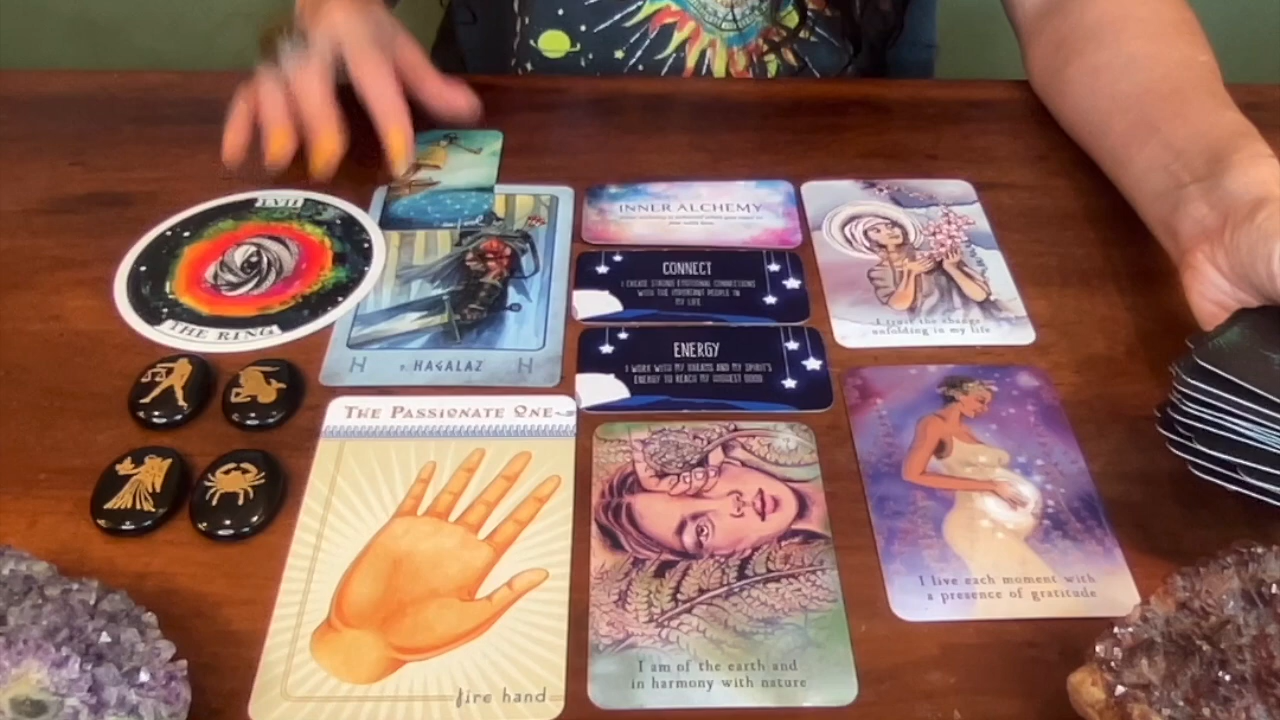 LVII
THE RING
9. HAGALAZ
INNER ALCHEMY
CONNECT
I CREATE STRONG EMOTIONAL CONNECTIONS
WITH THE IMPORTANT PEOPLE IN
MY LIFE
ENERGY
I WORK WITH MY DREAMS AND MY SPIRIT'S
ENERGY TO REACH MY HIGHEST GOOD
I trust the change
unfolding in my life
THE PASSIONATE ONE
fire hand
I am of the earth and
in harmony with nature
I live each moment with
a presence of gratitude